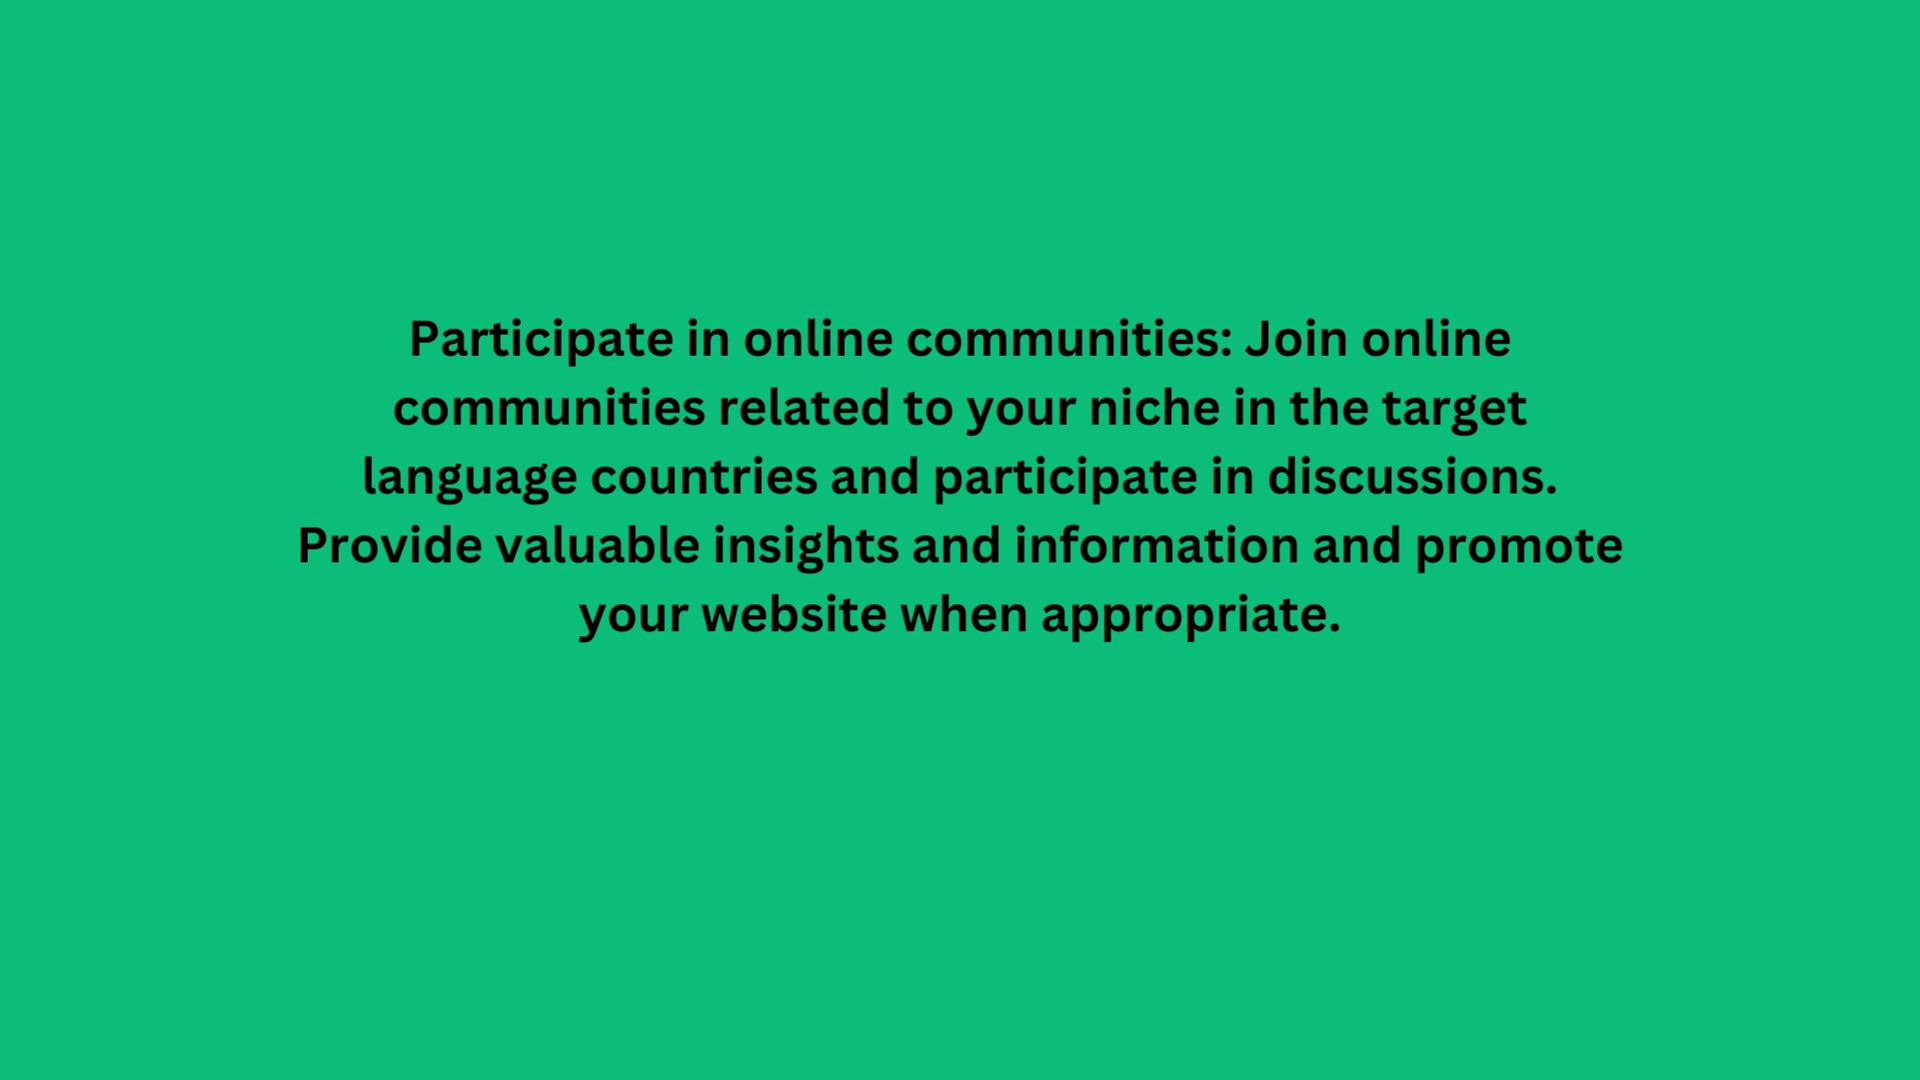 Participate in online communities: Join online
communities related to your niche in the target
language countries and participate in discussions.
Provide valuable insights and information and promote
your website when appropriate.